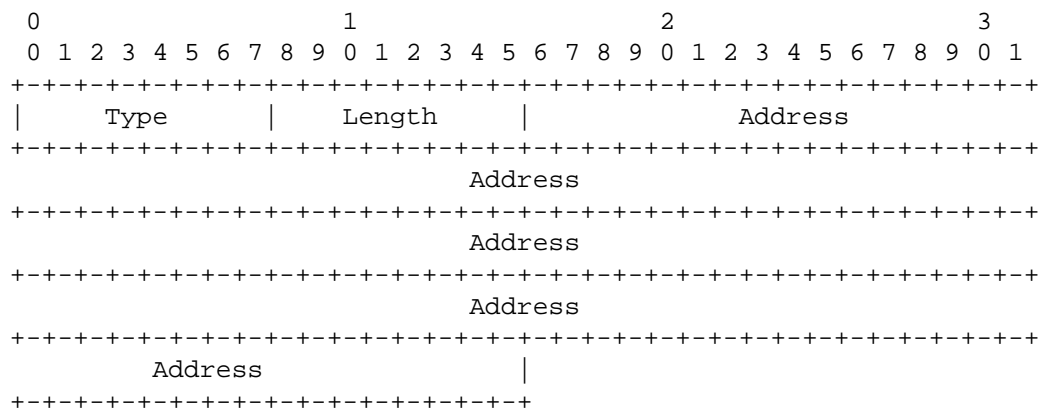 0                   1                   2                   3
 0 1 2 3 4 5 6 7 8 9 0 1 2 3 4 5 6 7 8 9 0 1 2 3 4 5 6 7 8 9 0 1
+-+-+-+-+-+-+-+-+-+-+-+-+-+-+-+-+-+-+-+-+-+-+-+-+-+-+-+-+-+-+-+-+
|     Type      |    Length     |             Address
+-+-+-+-+-+-+-+-+-+-+-+-+-+-+-+-+-+-+-+-+-+-+-+-+-+-+-+-+-+-+-+-+
                             Address
+-+-+-+-+-+-+-+-+-+-+-+-+-+-+-+-+-+-+-+-+-+-+-+-+-+-+-+-+-+-+-+-+
                             Address
+-+-+-+-+-+-+-+-+-+-+-+-+-+-+-+-+-+-+-+-+-+-+-+-+-+-+-+-+-+-+-+-+
                             Address
+-+-+-+-+-+-+-+-+-+-+-+-+-+-+-+-+-+-+-+-+-+-+-+-+-+-+-+-+-+-+-+-+
         Address                |
+-+-+-+-+-+-+-+-+-+-+-+-+-+-+-+-+